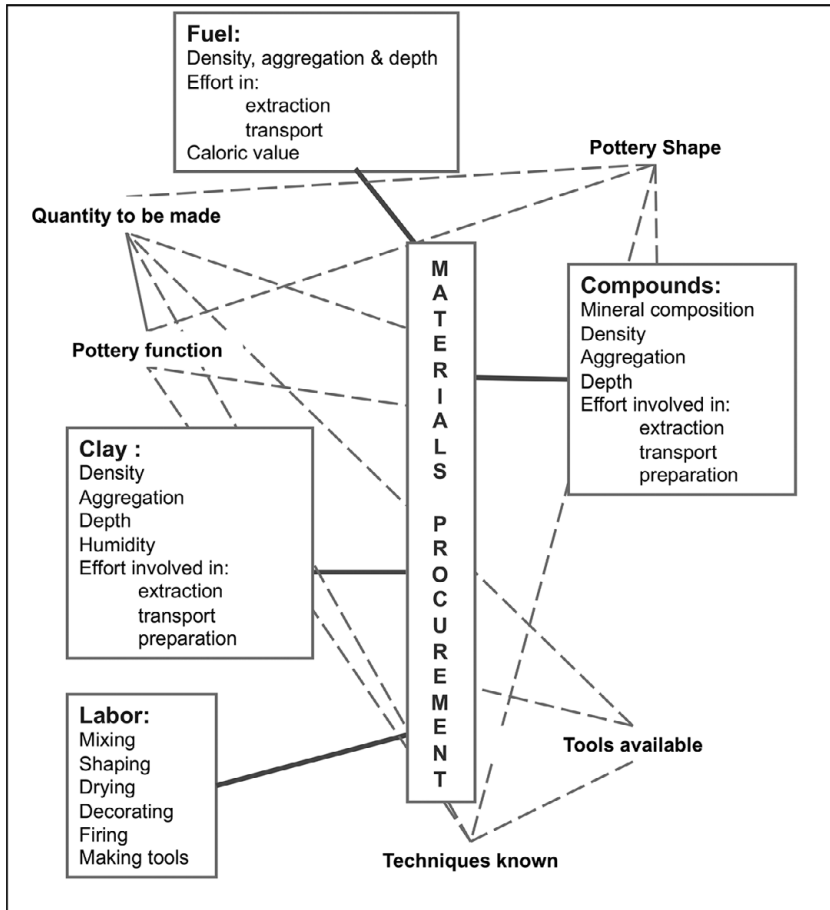 Fuel:
Density, aggregation & depth
Effort in:
extraction
transport
Caloric value
Pottery Shape
Quantity to be made
MATERIALS PROCUREMENT
Compounds:
Mineral composition
Density
Aggregation
Depth
Effort involved in:
extraction
transport
preparation
Pottery function
Clay :
Density
Aggregation
Depth
Humidity
Effort involved in:
extraction
transport
preparation
Labor:
Mixing
Shaping
Drying
Decorating
Firing
Making tools
Tools available
Techniques known